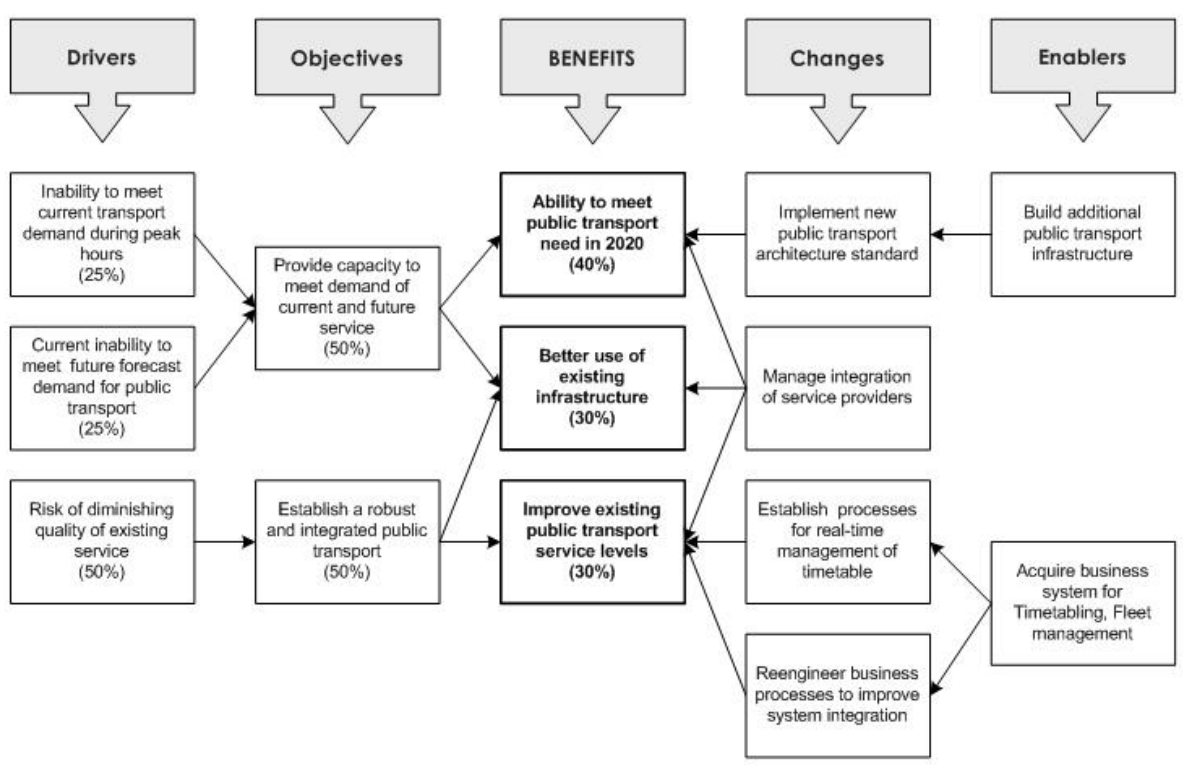 Drivers
Objectives
BENEFITS
Changes
Enablers
Inability to meet
current transport
demand during peak
hours
(25%)
Current inability to
meet future forecast
demand for public
transport
(25%)
Risk of diminishing
quality of existing
service
(50%)
Provide capacity to
meet demand of
current and future
service
(50%)
Establish a robust
and integrated public
transport
(50%)
Ability to meet
public transport
need in 2020
(40%)
Better use of
existing
infrastructure
(30%)
Improve existing
public transport
service levels
(30%)
Implement new
public transport
architecture standard
Manage integration
of service providers
Establish processes
for real-time
management of
timetable
Reengineer business
processes to improve
system integration
Build additional
public transport
infrastructure
Acquire business
system for
Timetabling, Fleet
management